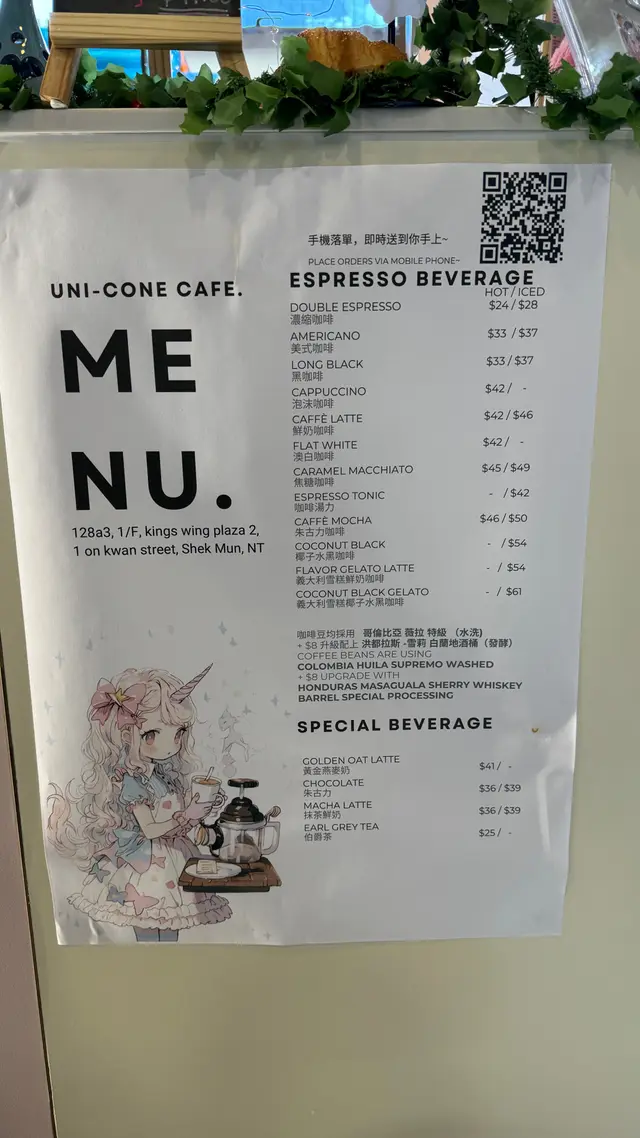 手機落單，即時送到你手上~
PLACE ORDERS VIA MOBILE PHONE~
UNI-CONE CAFE.
ME
NU.
128a3, 1/F, kings wing plaza 2,
1 on kwan street, Shek Mun, NT
ESPRESSO BEVERAGE
HOT / ICED
DOUBLE ESPRESSO $24 / $28
濃縮咖啡
AMERICANO $33 / $37
美式咖啡
LONG BLACK $33 / $37
黑咖啡
CAPPUCCINO $42 / -
泡沫咖啡
CAFFÈ LATTE $42 / $46
鮮奶咖啡
FLAT WHITE $42 / -
澳白咖啡
CARAMEL MACCHIATO $45 / $49
焦糖咖啡
ESPRESSO TONIC - / $42
咖啡湯力
CAFFÈ MOCHA $46 / $50
朱古力咖啡
COCONUT BLACK - / $54
椰子水黑咖啡
FLAVOR GELATO LATTE - / $54
義大利雪糕鮮奶咖啡
COCONUT BLACK GELATO - / $61
義大利雪糕椰子水黑咖啡
咖啡豆均採用 哥倫比亞 薇拉 特級 （水洗）
+ $8 升級配上 洪都拉斯 -雪莉 白蘭地酒桶（發酵）
COFFEE BEANS ARE USING
COLOMBIA HUILA SUPREMO WASHED
+ $8 UPGRADE WITH
HONDURAS MASAGUALA SHERRY WHISKEY
BARREL SPECIAL PROCESSING
SPECIAL BEVERAGE
GOLDEN OAT LATTE $41 / -
黃金燕麥奶
CHOCOLATE $36 / $39
朱古力
MACHA LATTE $36 / $39
抹茶鮮奶
EARL GREY TEA $25 / -
伯爵茶